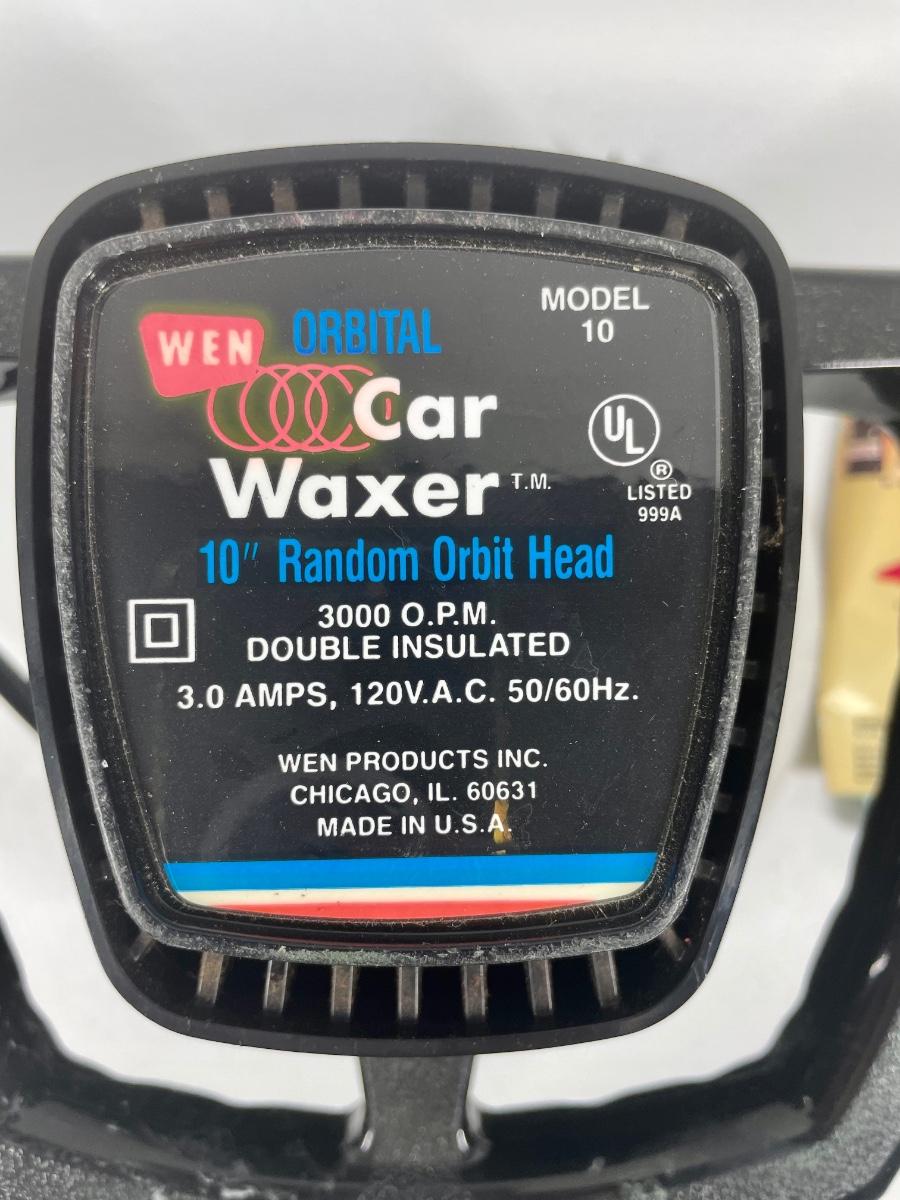 WEN ORBITAL
Car
Waxer T.M.
MODEL
10
UL
®
LISTED
999A
10" Random Orbit Head
3000 O.P.M.
DOUBLE INSULATED
3.0 AMPS, 120V.A.C. 50/60Hz.
WEN PRODUCTS INC.
CHICAGO, IL. 60631
MADE IN U.S.A.